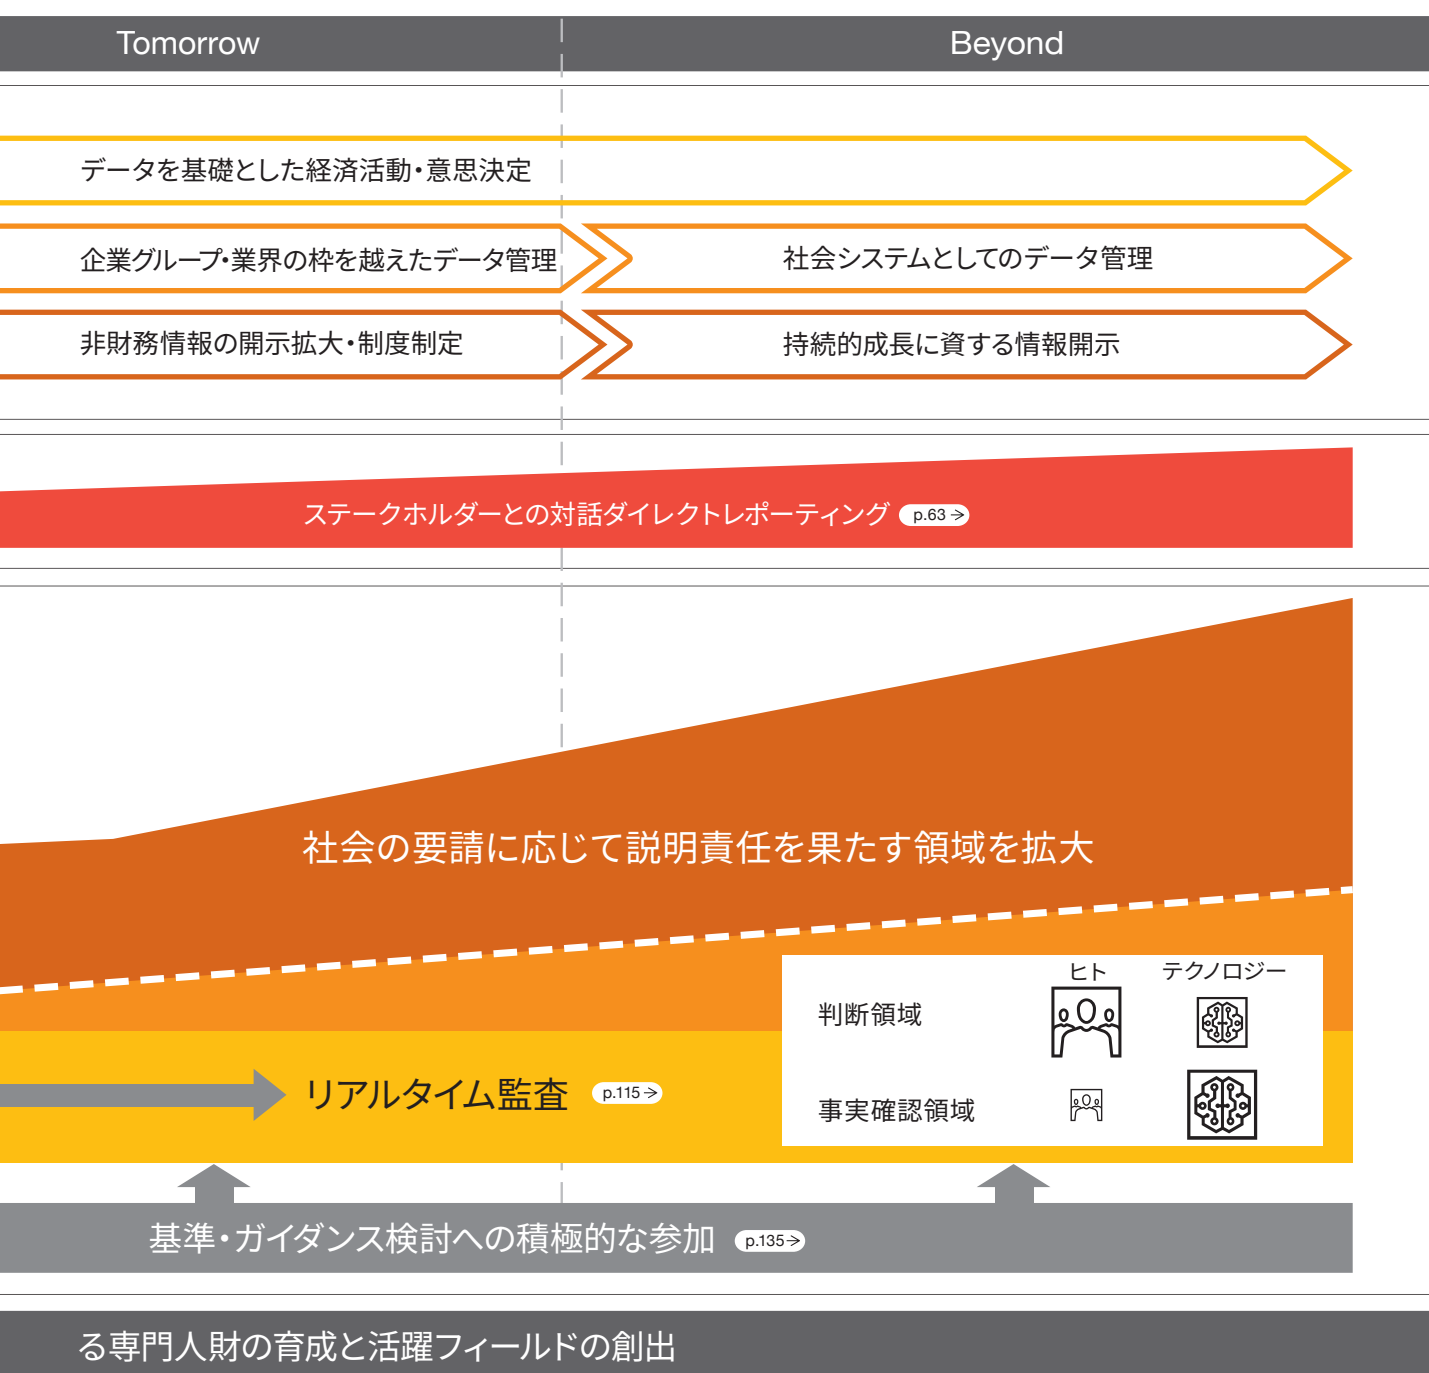 Tomorrow
Beyond
データを基礎とした経済活動・意思決定
企業グループ・業界の枠を越えたデータ管理
社会システムとしてのデータ管理
非財務情報の開示拡大・制度制定
持続的成長に資する情報開示
ステークホルダーとの対話ダイレクトレポーティング p.63→
社会の要請に応じて説明責任を果たす領域を拡大
ヒト テクノロジー
判断領域
リアルタイム監査 p.115→
事実確認領域
基準・ガイダンス検討への積極的な参加 p.135→
る専門人財の育成と活躍フィールドの創出